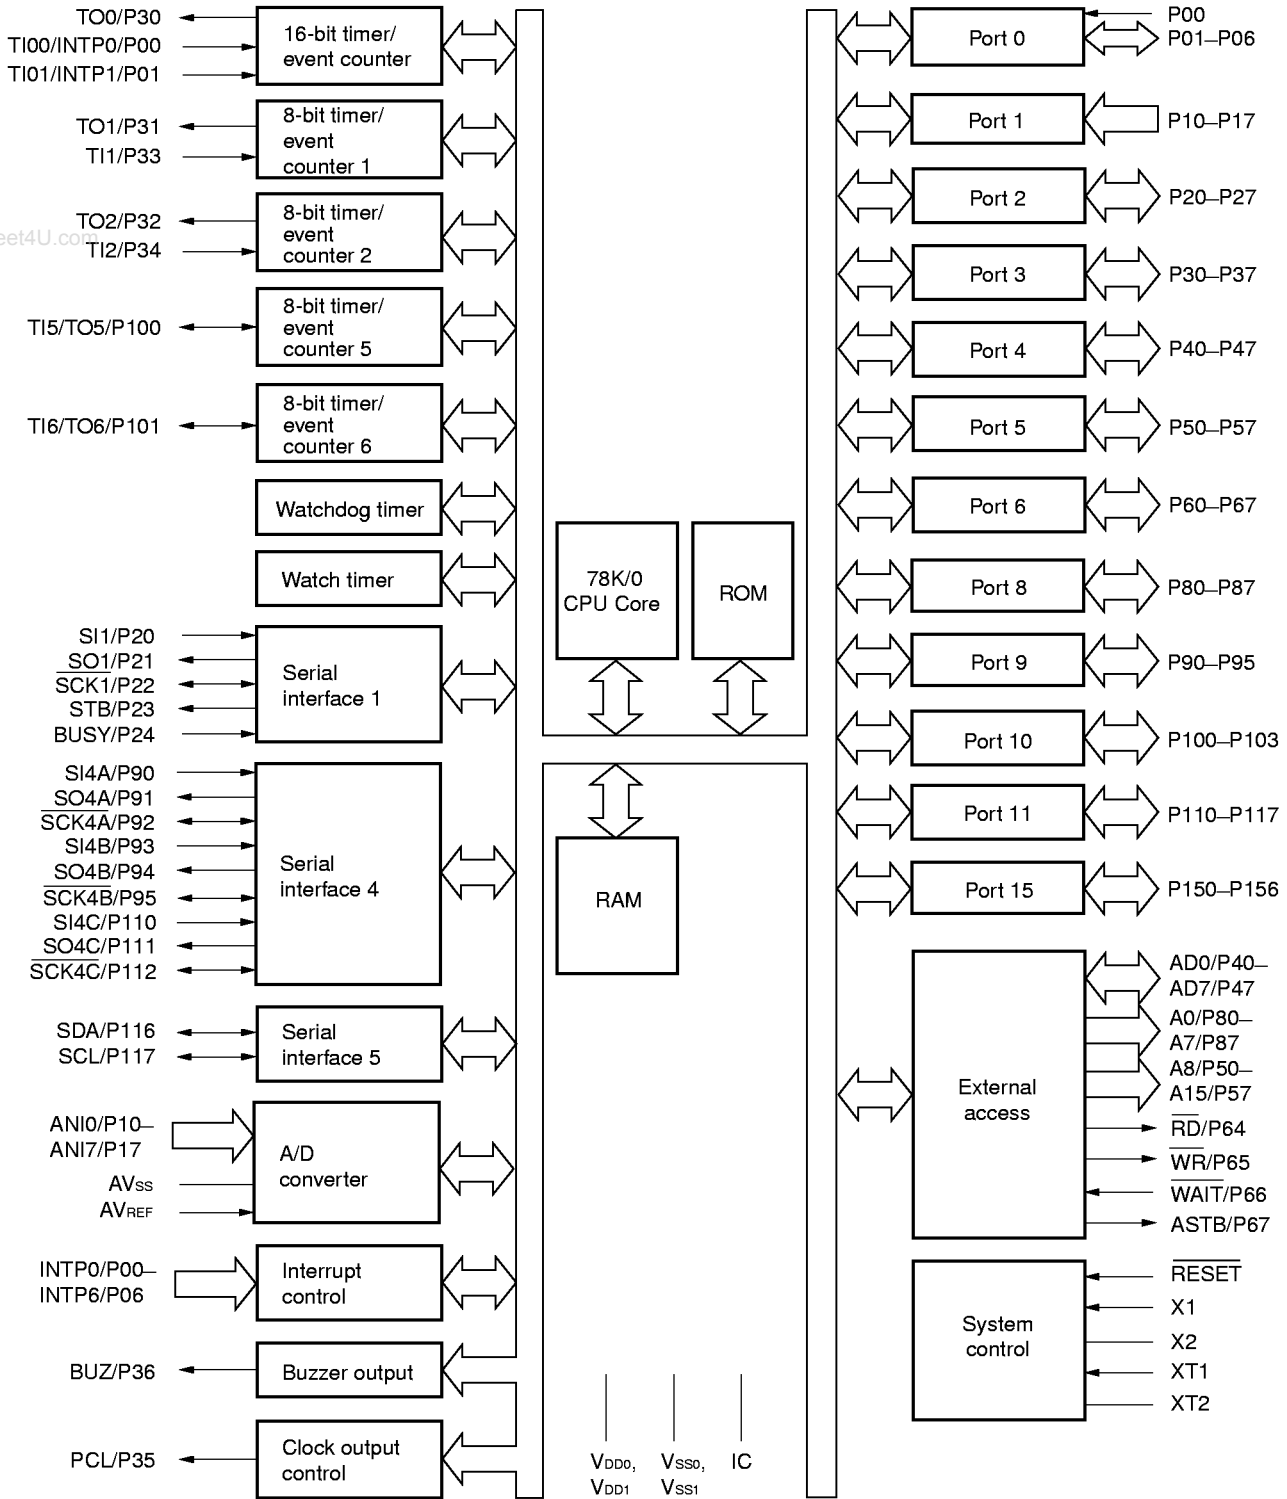 TO0/P30
TI00/INTP0/P00
TI01/INTP1/P01
16-bit timer/
event counter
TO1/P31
TI1/P33
8-bit timer/
event
counter 1
TO2/P32
eet4U.com
TI2/P34
8-bit timer/
event
counter 2
TI5/TO5/P100
8-bit timer/
event
counter 5
TI6/TO6/P101
8-bit timer/
event
counter 6
Watchdog timer
Watch timer
SI1/P20
SO1/P21
SCK1/P22
STB/P23
BUSY/P24
Serial
interface 1
SI4A/P90
SO4A/P91
SCK4A/P92
SI4B/P93
SO4B/P94
SCK4B/P95
SI4C/P110
SO4C/P111
SCK4C/P112
Serial
interface 4
SDA/P116
SCL/P117
Serial
interface 5
ANI0/P10–
ANI7/P17
AVSS
AVREF
A/D
converter
INTP0/P00–
INTP6/P06
Interrupt
control
BUZ/P36
Buzzer output
PCL/P35
Clock output
control
78K/0
CPU Core
ROM
RAM
VDD0,
VDD1
VSS0,
VSS1
IC
Port 0
P00
P01–P06
Port 1
P10–P17
Port 2
P20–P27
Port 3
P30–P37
Port 4
P40–P47
Port 5
P50–P57
Port 6
P60–P67
Port 8
P80–P87
Port 9
P90–P95
Port 10
P100–P103
Port 11
P110–P117
Port 15
P150–P156
External
access
AD0/P40–
AD7/P47
A0/P80–
A7/P87
A8/P50–
A15/P57
RD/P64
WR/P65
WAIT/P66
ASTB/P67
System
control
RESET
X1
X2
XT1
XT2